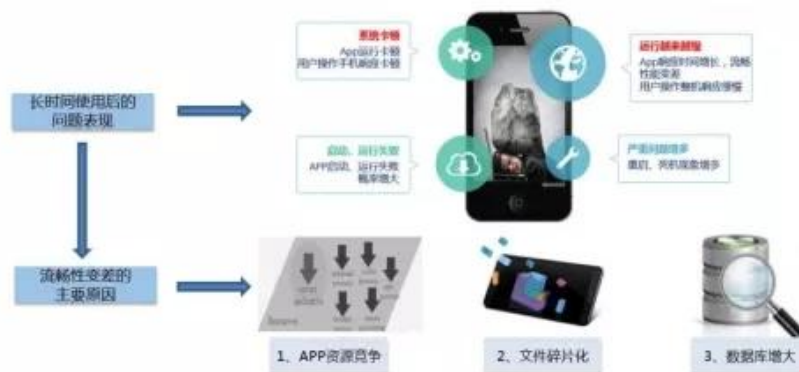 系统卡顿
App运行卡顿
用户操作手机响应卡顿
运行越来越慢
App响应时间增长，流畅
性能变差
用户操作整机响应缓慢
长时间使用后的
问题表现
启动、运行失败
APP启动、运行失败
概率增大
严重问题增多
重启、死机现象增多
流畅性变差的
主要原因
1、APP资源竞争
2、文件碎片化
3、数据库增大